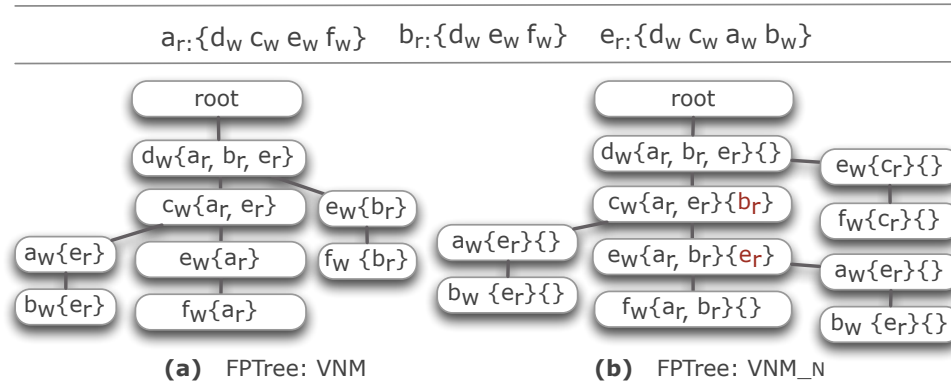 a_r:{d_w c_w e_w f_w} b_r:{d_w e_w f_w} e_r:{d_w c_w a_w b_w}
root
d_w{a_r, b_r, e_r}
c_w{a_r, e_r}
e_w{b_r}
a_w{e_r}
e_w{a_r}
f_w {b_r}
b_w{e_r}
f_w{a_r}
(a) FPTree: VNM
root
d_w{a_r, b_r, e_r}{}
e_w{c_r}{}
c_w{a_r, e_r}{b_r}
f_w{c_r}{}
a_w{e_r}{}
e_w{a_r, b_r}{e_r}
a_w{e_r}{}
b_w {e_r}{}
f_w{a_r, b_r}{}
b_w {e_r}{}
(b) FPTree: VNM_N